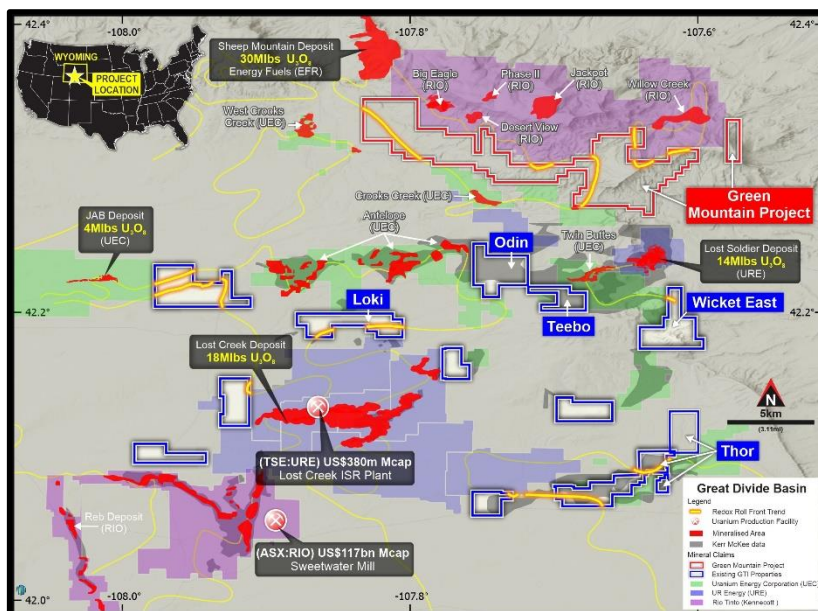 42.4
-108.0
-107.8
-107.6
42.4
WYOMING
PROJECT
LOCATION
Sheep Mountain Deposit
30Mlbs U₃O₈
Energy Fuels (EFR)
Big Eagle
(RIO)
Phase II
(RIO)
Jackpot
(RIO)
Willow Creek
(RIO)
Desert View
(RIO)
West Crooks
Creek (UEC)
Crooks Creek (UEC)
Green
Mountain Project
JAB Deposit
4Mlbs U₃O₈
(UEC)
Antelope
(UEC)
Odin
Twin Buttes
(UEC)
Lost Soldier Deposit
14Mlbs U₃O₈
(URE)
42.2
Loki
Teebo
Wicket East
42.2
Lost Creek Deposit
18Mlbs U₃O₈
N
5km
(3.11mi)
(TSE:URE) US$380m Mcap
Lost Creek ISR Plant
Thor
Reb Deposit
(RIO)
(ASX:RIO) US$117bn Mcap
Sweetwater Mill
Great Divide Basin
Legend
Redox Roll Front Trend
Uranium Production Facility
Mineralised Area
Kerr McKee data
Mineral Claims
Green Mountain Project
Existing GTI Properties
Uranium Energy Corporation (UEC)
UR Energy (URE)
Rio Tinto (Kennecott)
42.0
-108.0
-107.8